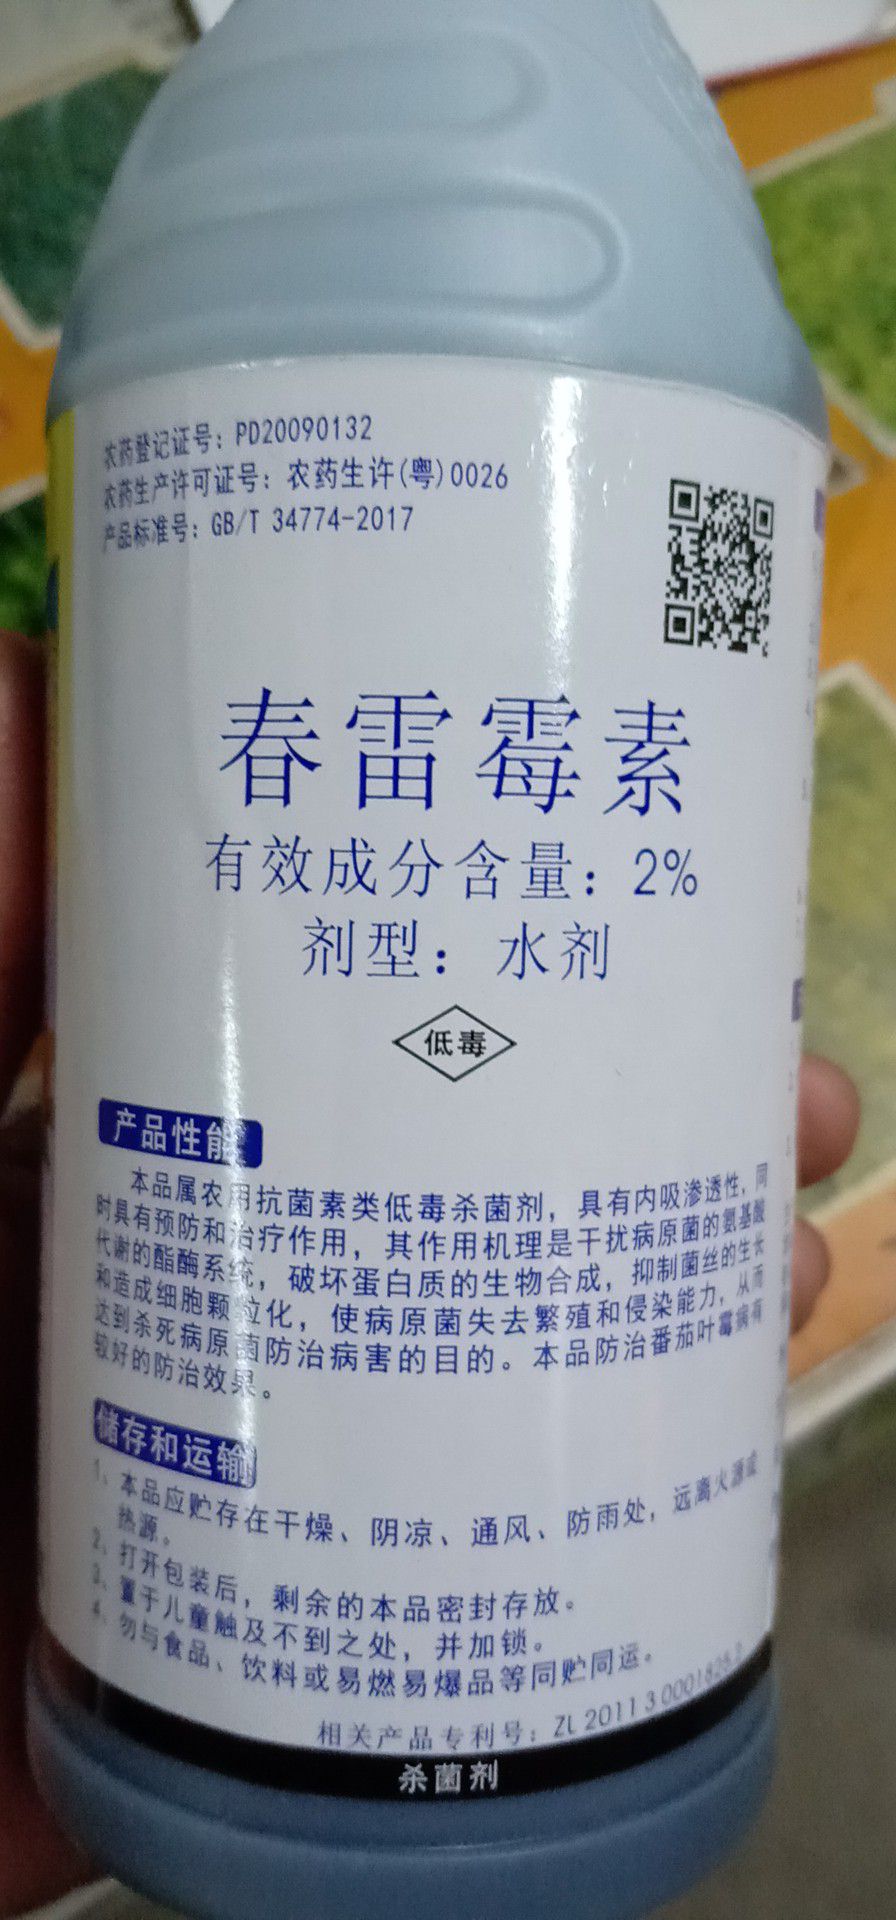 农药登记证号：PD20090132
农药生产许可证号：农药生许(粤)0026
产品标准号：GB/T 34774-2017
春雷霉素
有效成分含量：2%
剂型：水剂
低毒
产品性能
本品属农用抗菌素类低毒杀菌剂，具有内吸渗透性，同
时具有预防和治疗作用，其作用机理是干扰病原菌的氨基酸
代谢的酯酶系统，破坏蛋白质的生物合成，抑制菌丝的生长
和造成细胞颗粒化，使病原菌失去繁殖和侵染能力，从而
达到杀死病原菌防治病害的目的。本品防治番茄叶霉病有
较好的防治效果。
储存和运输
1、本品应贮存在干燥、阴凉、通风、防雨处，远离火源或
热源。
2、打开包装后，剩余的本品密封存放。
3、置于儿童触及不到之处，并加锁。
4、勿与食品、饮料或易燃易爆品等同贮同运。
相关产品专利号：ZL 2011 3 0001826.2
杀菌剂